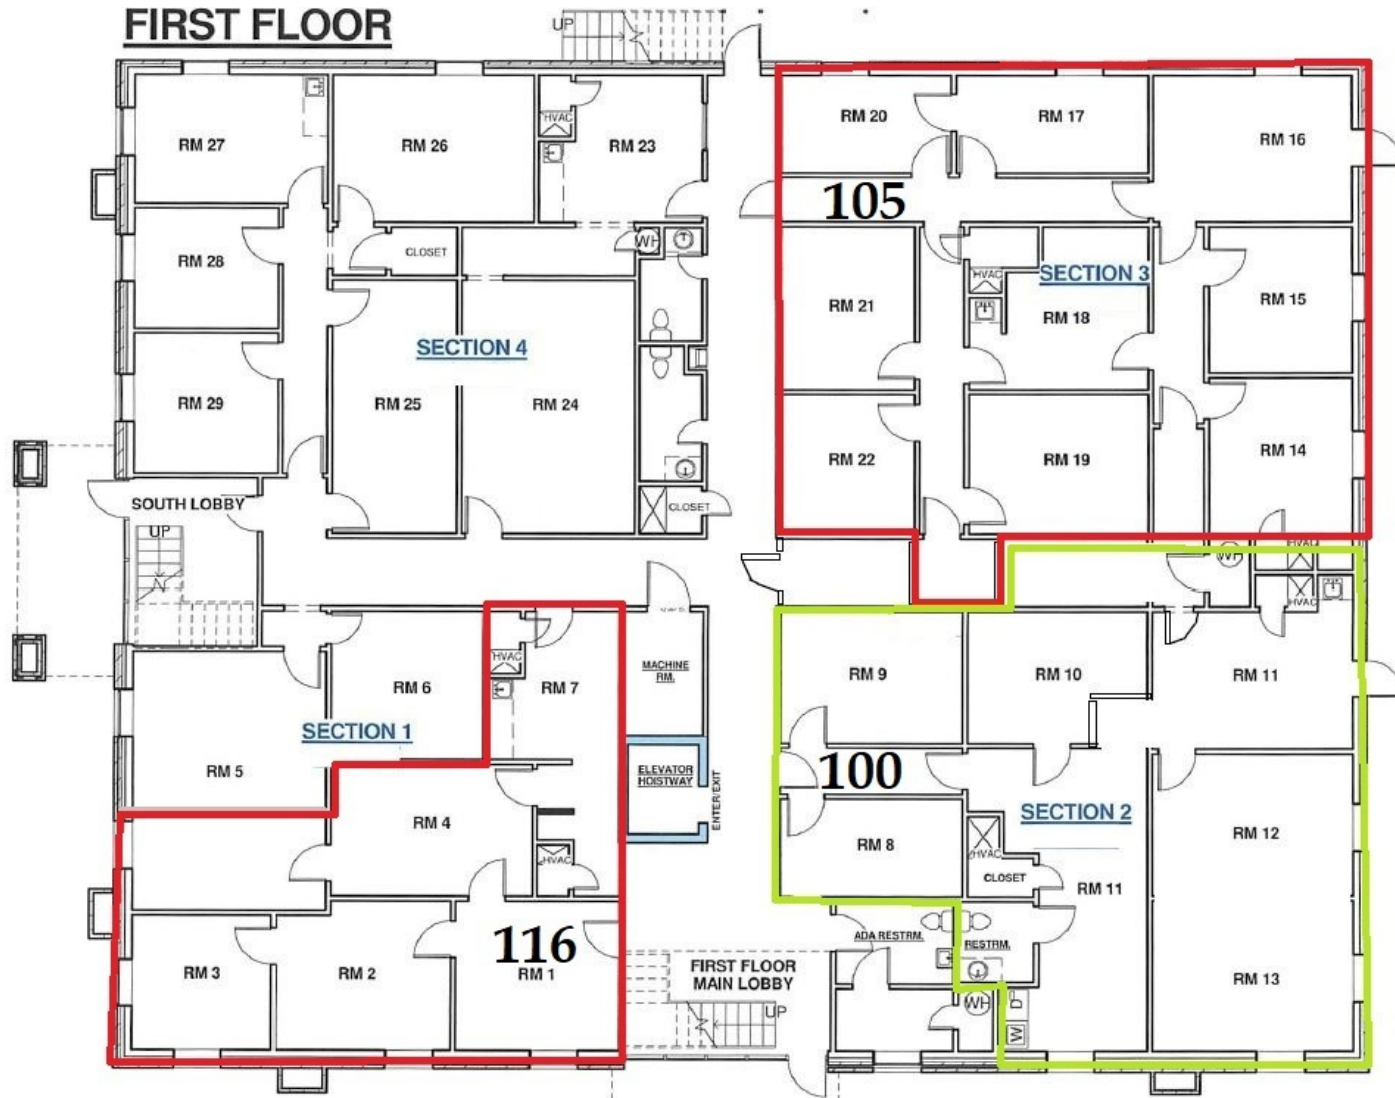 FIRST FLOOR
UP
RM 27
RM 26
HVAC
RM 23
RM 20
RM 17
RM 16
105
RM 28
CLOSET
WH
T
HVAC
SECTION 3
RM 21
RM 18
RM 15
SECTION 4
RM 29
RM 25
RM 24
RM 22
RM 19
RM 14
SOUTH LOBBY
CLOSET
UP
WH
HVAC
HVAC
HVAC
RM 6
RM 7
MACHINE
RM.
RM 9
RM 10
RM 11
SECTION 1
RM 5
ELEVATOR
HOISTWAY
ENTER/EXIT
100
SECTION 2
RM 4
RM 8
RM 12
HVAC
HVAC
CLOSET
RM 11
116
RM 3
RM 2
RM 1
FIRST FLOOR
MAIN LOBBY
ADA RESTRM.
RESTRM.
RM 13
UP
WH
D
W